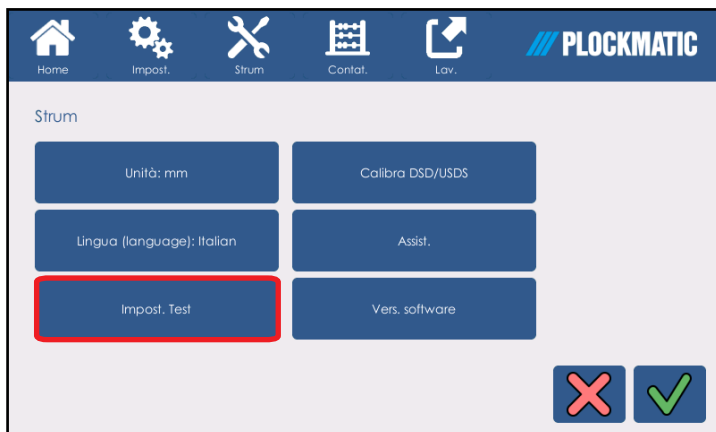 Home
Impost.
Strum
Contat.
Lav.
PLOCKMATIC
Strum
Unità: mm
Calibra DSD/USDS
Lingua (language): Italian
Assist.
Impost. Test
Vers. software